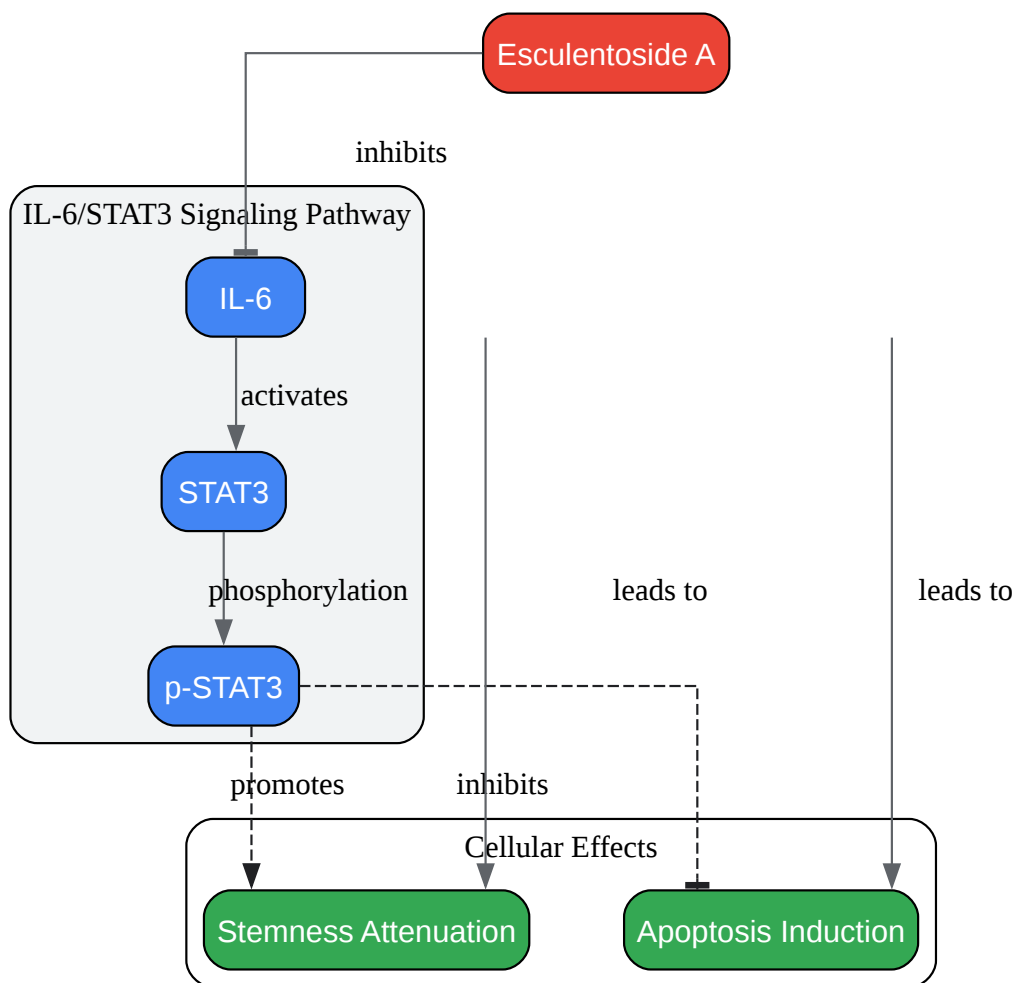 Esculentoside A
inhibits
IL-6/STAT3 Signaling Pathway
IL-6
activates
STAT3
phosphorylation
leads to
leads to
p-STAT3
promotes
inhibits
Cellular Effects
Stemness Attenuation
Apoptosis Induction